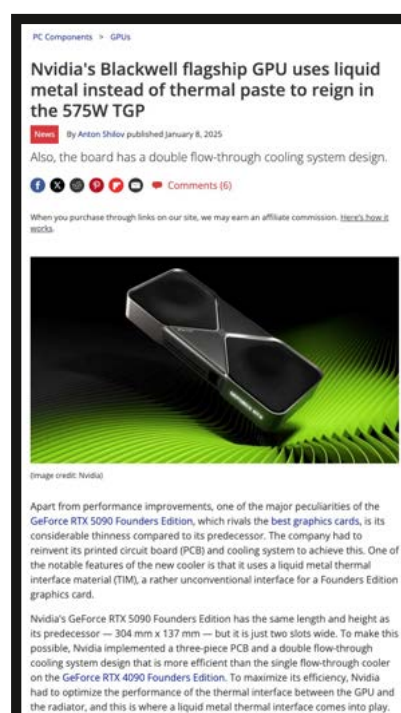 PC Components > GPUs
Nvidia's Blackwell flagship GPU uses liquid
metal instead of thermal paste to reign in
the 575W TGP
News By Anton Shilov published January 8, 2025
Also, the board has a double flow-through cooling system design.
Comments (6)
When you purchase through links on our site, we may earn an affiliate commission. Here's how it
works.
GEFORCE RTX
(Image credit: Nvidia)
Apart from performance improvements, one of the major peculiarities of the
GeForce RTX 5090 Founders Edition, which rivals the best graphics cards, is its
considerable thinness compared to its predecessor. The company had to
reinvent its printed circuit board (PCB) and cooling system to achieve this. One of
the notable features of the new cooler is that it uses a liquid metal thermal
interface material (TIM), a rather unconventional interface for a Founders Edition
graphics card.
Nvidia's GeForce RTX 5090 Founders Edition has the same length and height as
its predecessor — 304 mm x 137 mm — but it is just two slots wide. To make this
possible, Nvidia implemented a three-piece PCB and a double flow-through
cooling system design that is more efficient than the single flow-through cooler
on the GeForce RTX 4090 Founders Edition. To maximize its efficiency, Nvidia
had to optimize the performance of the thermal interface between the GPU and
the radiator, and this is where a liquid metal thermal interface comes into play.